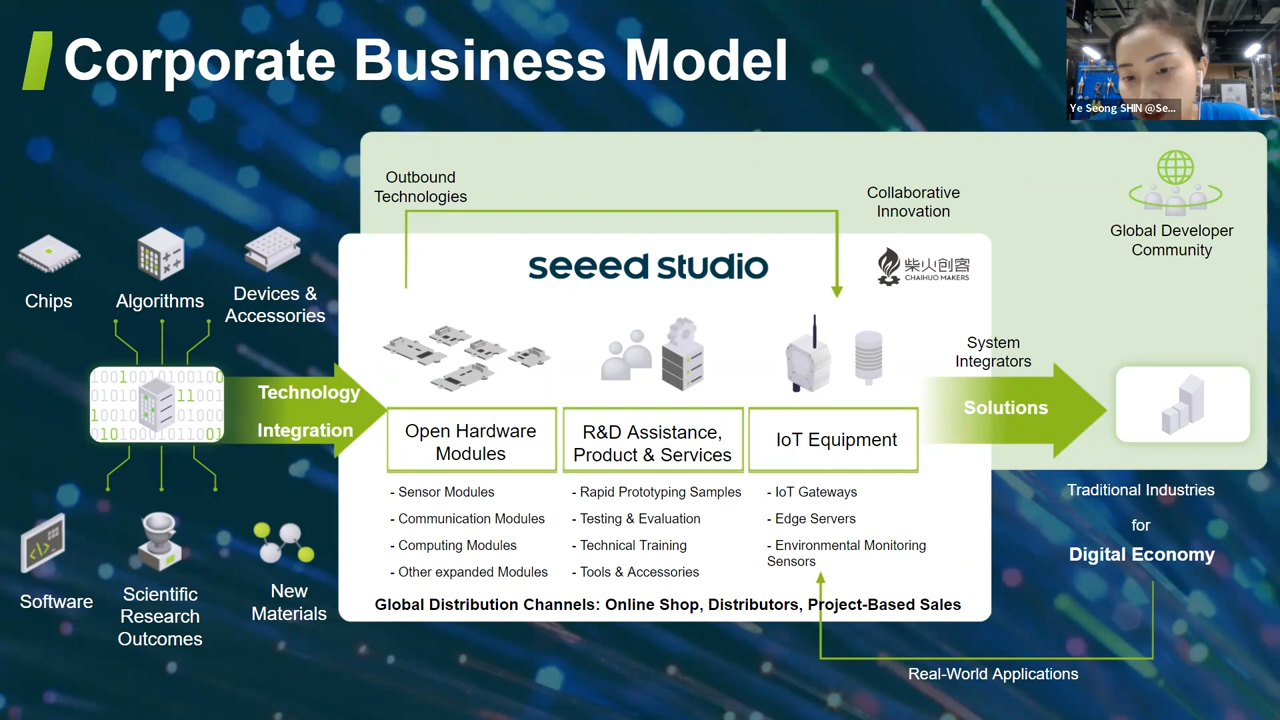 Corporate Business Model
Ye Seong SHIN @Se...
Outbound
Technologies
Collaborative
Innovation
Global Developer
Community
seeed studio
柴火创客
CHAIHUO MAKERS
Chips
Algorithms
Devices &
Accessories
Technology
Integration
Open Hardware
Modules
R&D Assistance,
Product & Services
IoT Equipment
System
Integrators
Solutions
- Sensor Modules
- Communication Modules
- Computing Modules
- Other expanded Modules
- Rapid Prototyping Samples
- Testing & Evaluation
- Technical Training
- Tools & Accessories
- IoT Gateways
- Edge Servers
- Environmental Monitoring
Sensors
Global Distribution Channels: Online Shop, Distributors, Project-Based Sales
Traditional Industries
for
Digital Economy
Software
Scientific
Research
Outcomes
New
Materials
Real-World Applications